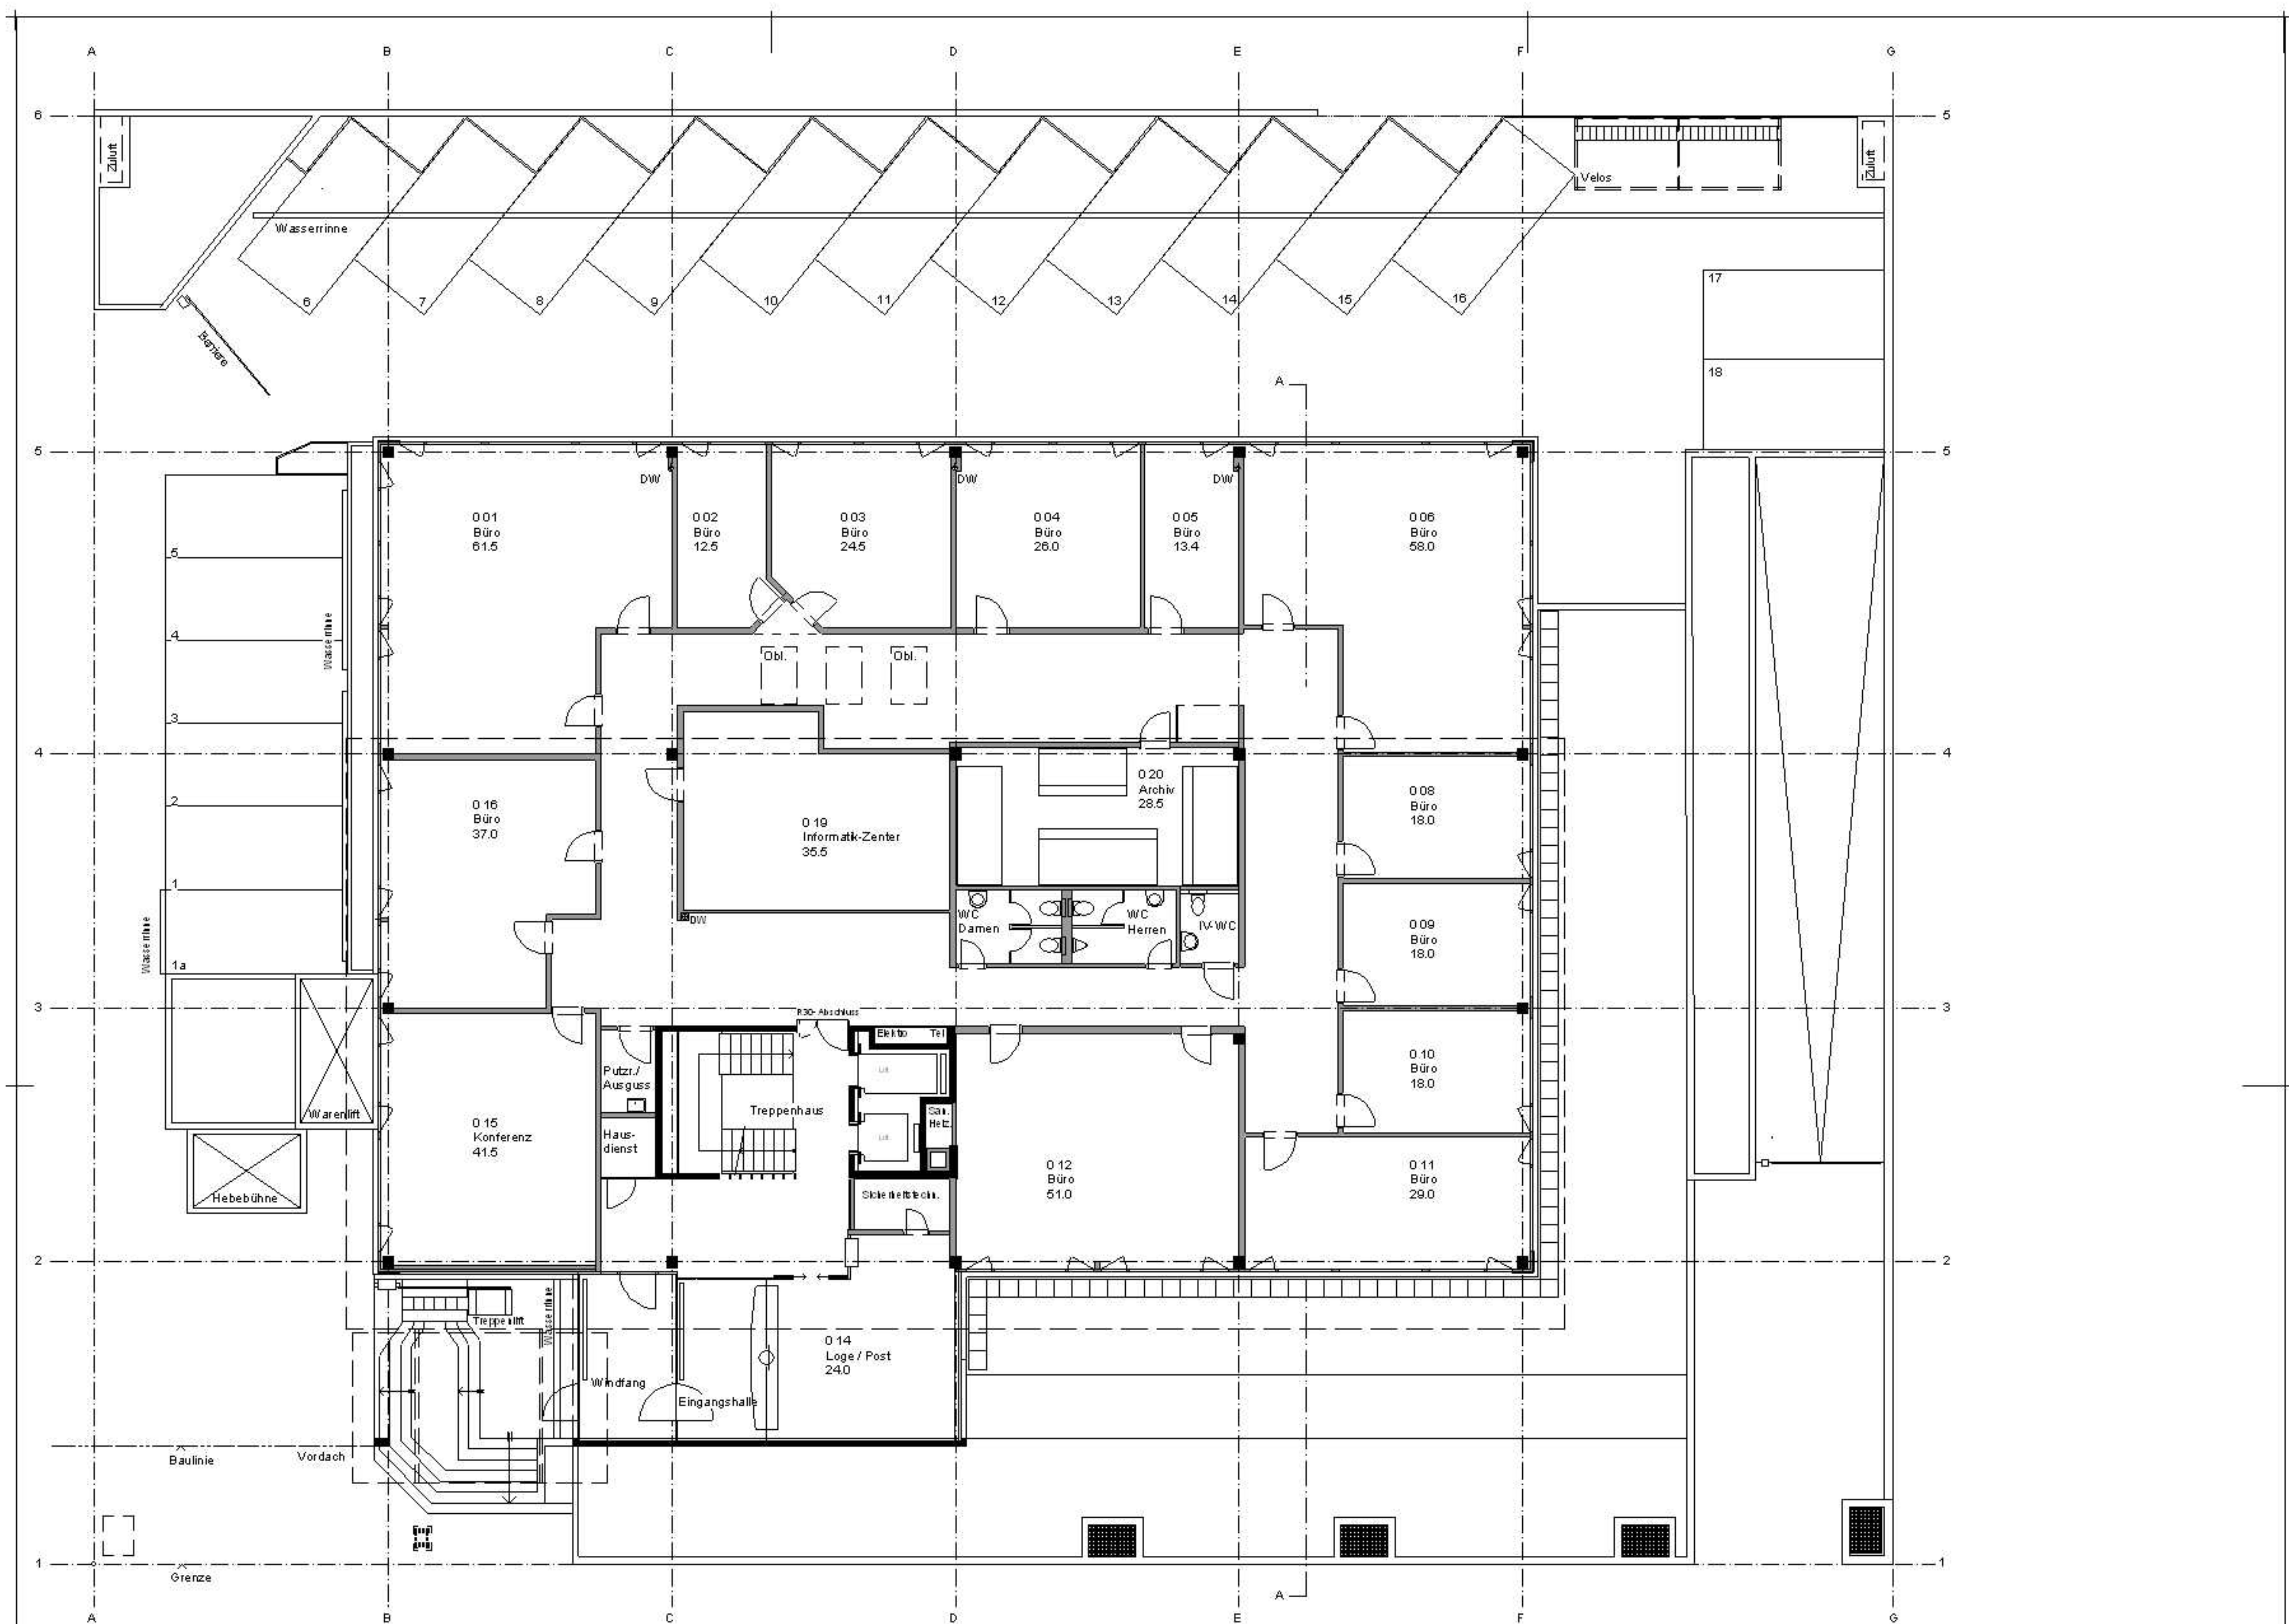 A B C D E F G
6 5
Zuluft
Zuluft
Velos
Wasserrinne
6 7 8 9 10 11 12 13 14 15 16
17
Barriere
18
A
5 5
DW DW DW
0 01
Büro
61.5
0 02
Büro
12.5
0 03
Büro
24.5
0 04
Büro
26.0
0 05
Büro
13.4
0 06
Büro
58.0
5
4
3
2
1
1a
Wasserrinne
Wasserrinne
Obl. Obl.
4 4
0 16
Büro
37.0
0 19
Informatik-Zenter
35.5
0 20
Archiv
28.5
0 08
Büro
18.0
DW
WC
Damen
WC
Herren
IV-WC
0 09
Büro
18.0
3 3
R30- Abschluss
Elektro Tel
Lift
Lift
Putzr./
Ausguss
Treppenhaus
San.
Heiz.
0 10
Büro
18.0
Warenlift
Hebebühne
0 15
Konferenz
41.5
Haus-
dienst
Sicherheitstechn.
0 12
Büro
51.0
0 11
Büro
29.0
2 2
Treppenlift
Wasserrinne
0 14
Loge / Post
24.0
Windfang
Eingangshalle
Baulinie
Vordach
1 1
Grenze
A
A B C D E F G